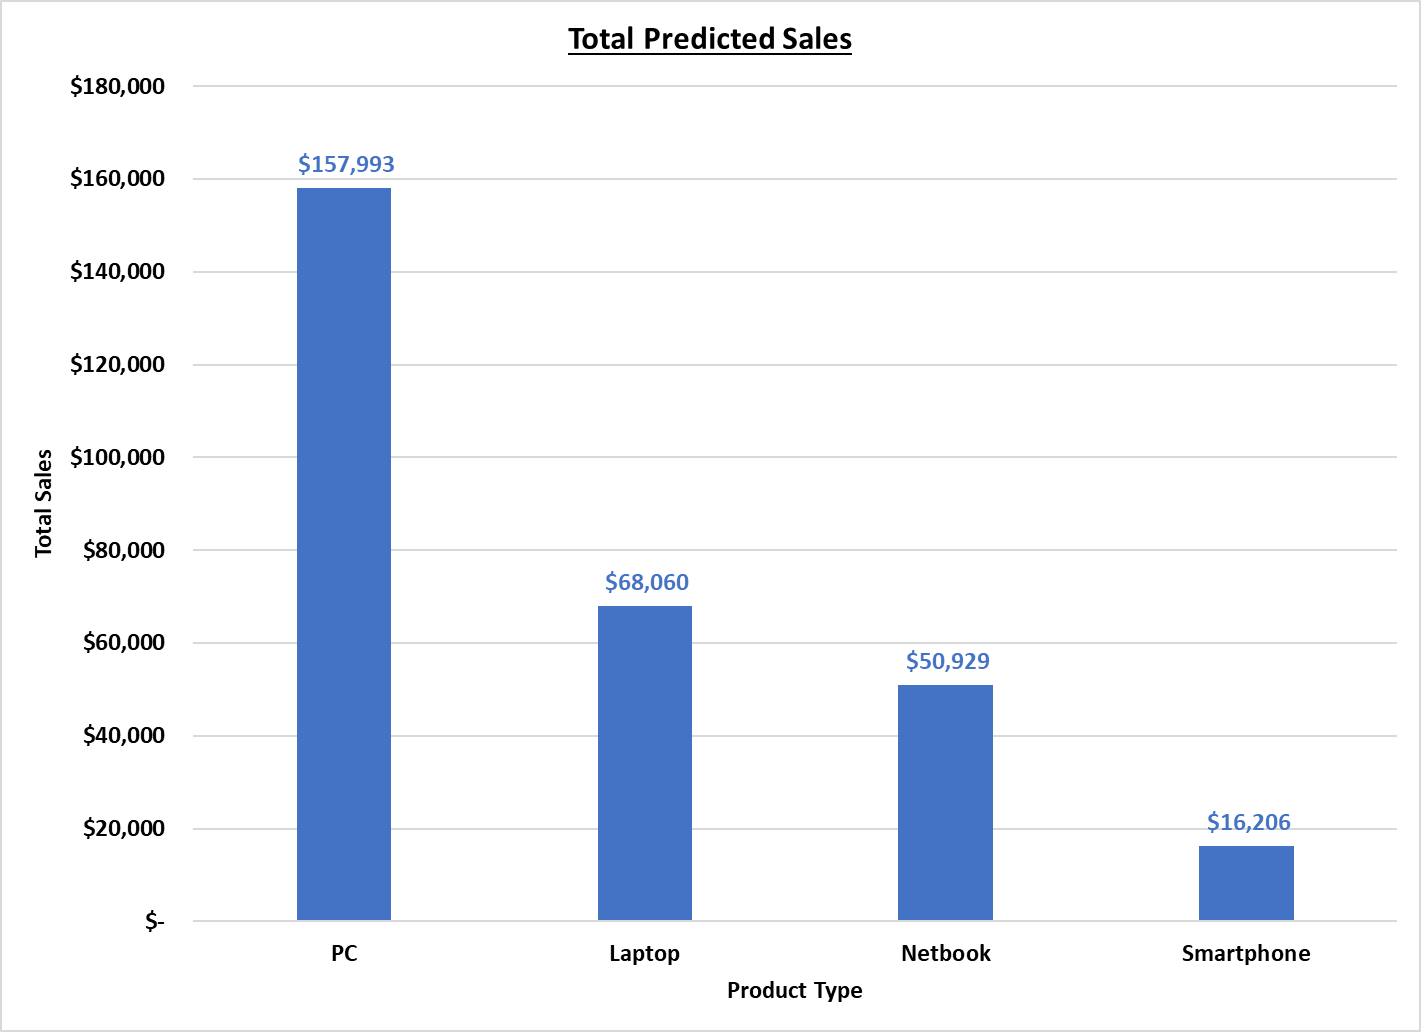 Total Predicted Sales
$180,000
$160,000
$140,000
$120,000
$100,000
$80,000
$60,000
$40,000
$20,000
$-
Total Sales
$157,993
$68,060
$50,929
$16,206
PC
Laptop
Netbook
Smartphone
Product Type